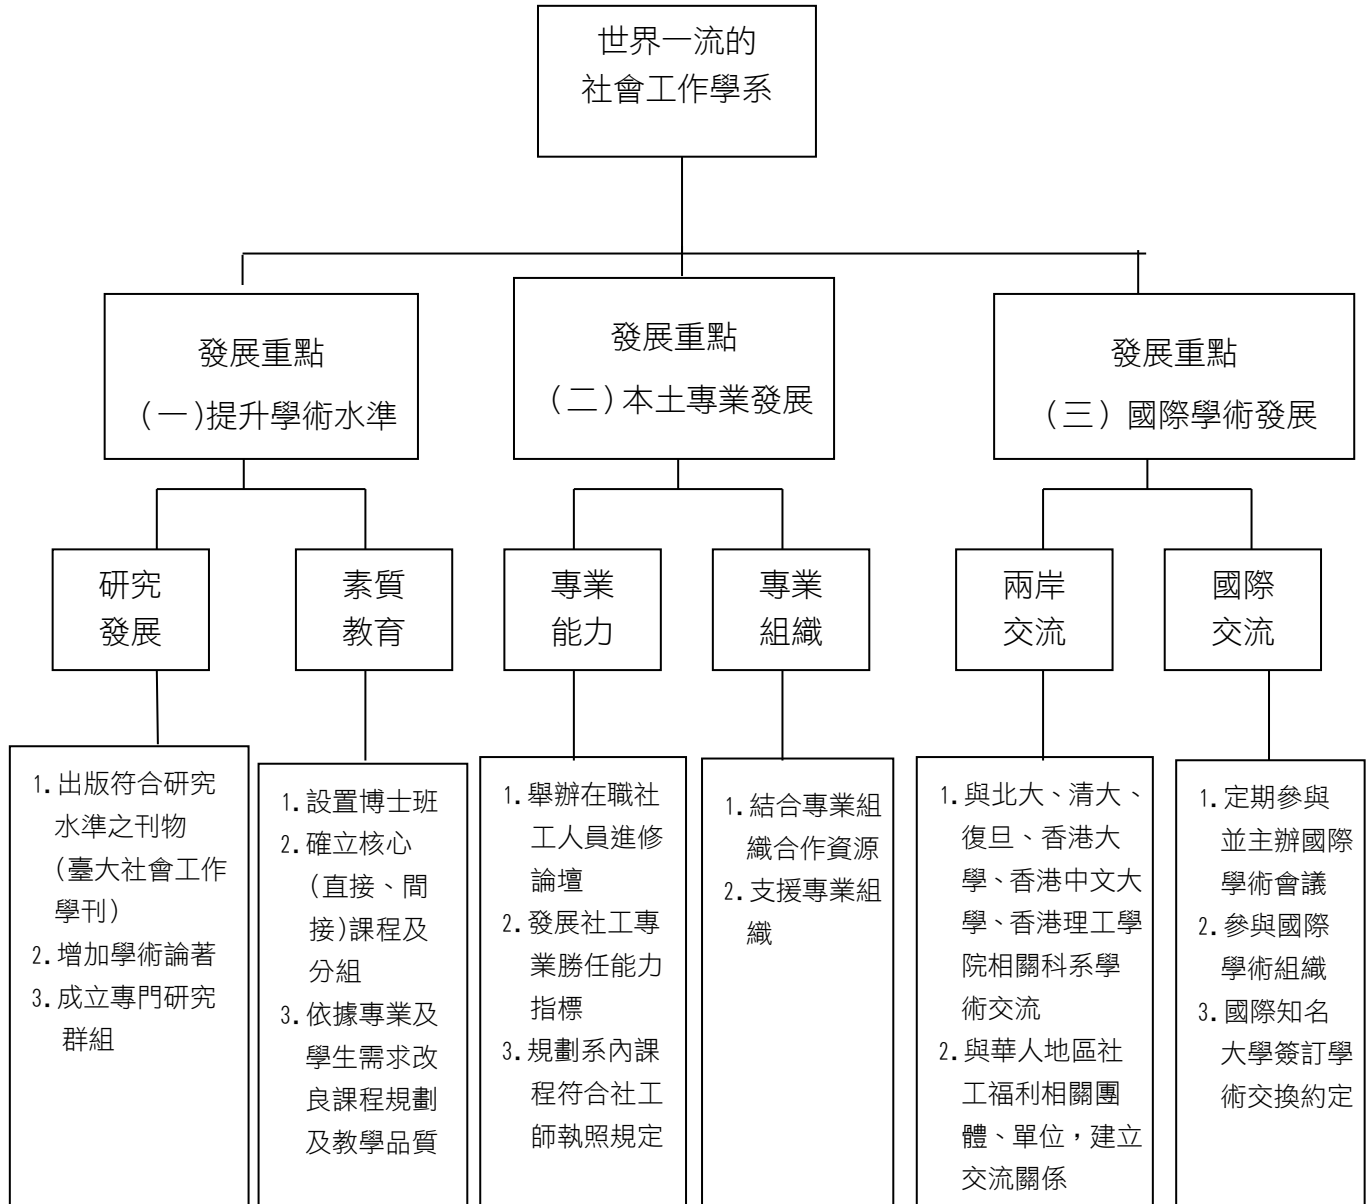 世界一流的
社會工作學系
發展重點
(一)提升學術水準
發展重點
(二)本土專業發展
發展重點
(三) 國際學術發展
研究
發展
素質
教育
專業
能力
專業
組織
兩岸
交流
國際
交流
1.出版符合研究
水準之刊物
(臺大社會工作
學刊)
2.增加學術論著
3.成立專門研究
群組
1.設置博士班
2.確立核心
(直接、間
接)課程及
分組
3.依據專業及
學生需求改
良課程規劃
及教學品質
1.舉辦在職社
工人員進修
論壇
2.發展社工專
業勝任能力
指標
3.規劃系內課
程符合社工
師執照規定
1.結合專業組
織合作資源
2.支援專業組
織
1.與北大、清大、
復旦、香港大
學、香港中文大
學、香港理工學
院相關科系學
術交流
2.與華人地區社
工福利相關團
體、單位，建立
交流關係
1.定期參與
並主辦國際
學術會議
2.參與國際
學術組織
3.國際知名
大學簽訂學
術交換約定